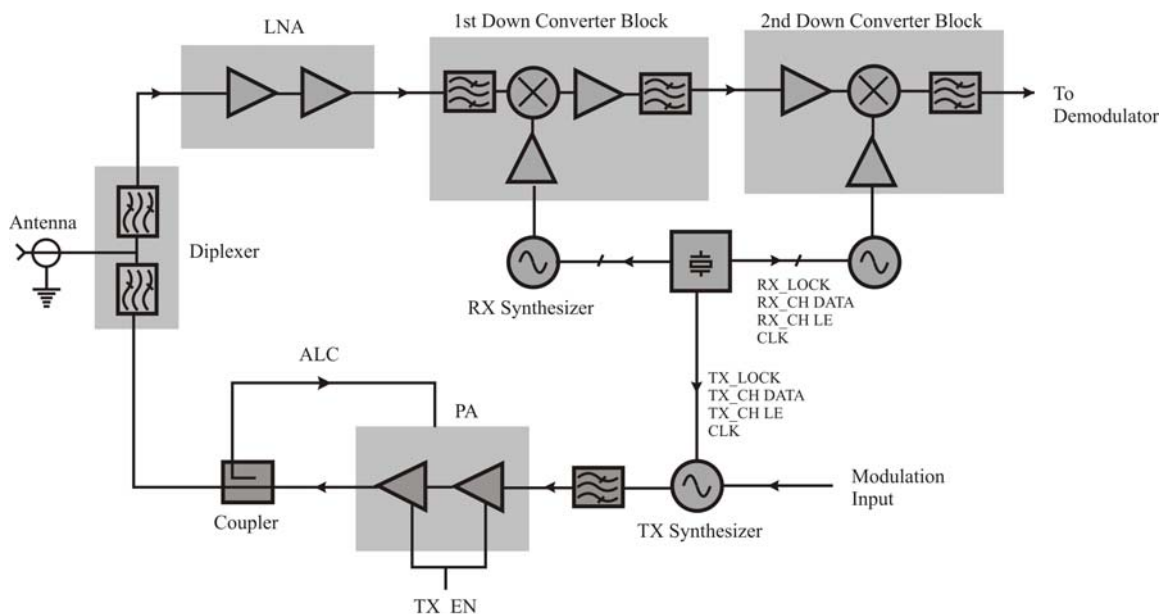 LNA
1st Down Converter Block
2nd Down Converter Block
To
Demodulator
Antenna
Diplexer
RX Synthesizer
RX_LOCK
RX_CH DATA
RX_CH LE
CLK
ALC
PA
TX_LOCK
TX_CH DATA
TX_CH LE
CLK
Modulation
Input
Coupler
TX Synthesizer
TX_EN